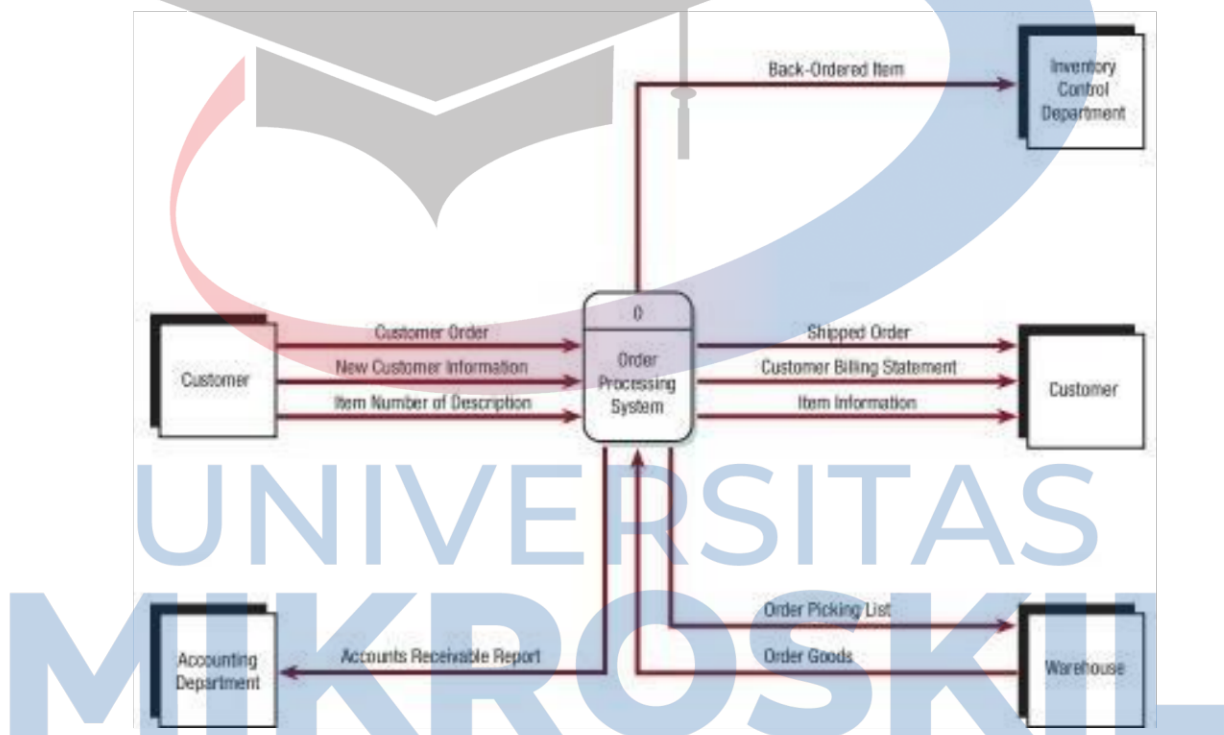 Back-Ordered Item
Inventory
Control
Department
Customer
Customer Order
New Customer Information
Item Number of Description
0
Order
Processing
System
Shipped Order
Customer Billing Statement
Item Information
Customer
UNIVERSITAS
MIKROSKIL
Accounting
Department
Accounts Receivable Report
Order Picking List
Order Goods
Warehouse